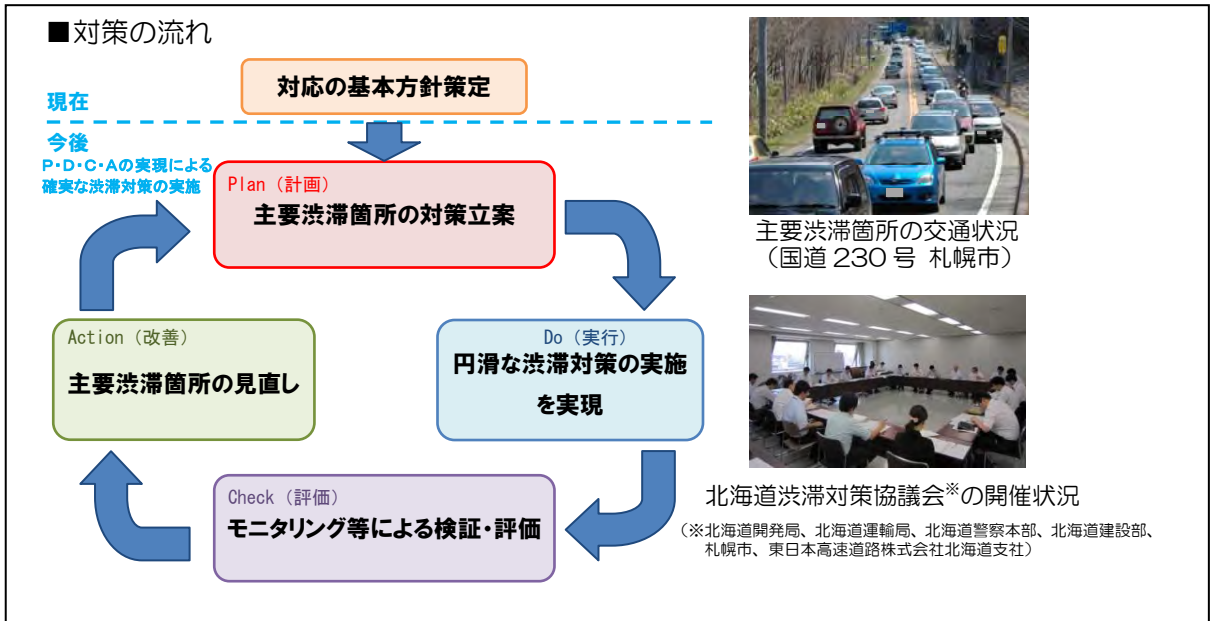 ■対策の流れ
対応の基本方針策定
現在
今後
P・D・C・Aの実現による
確実な渋滞対策の実施
Plan（計画）
主要渋滞箇所の対策立案
Action（改善）
主要渋滞箇所の見直し
Do（実行）
円滑な渋滞対策の実施
を実現
Check（評価）
モニタリング等による検証・評価
主要渋滞箇所の交通状況
（国道230号 札幌市）
北海道渋滞対策協議会※の開催状況
（※北海道開発局、北海道運輸局、北海道警察本部、北海道建設部、
札幌市、東日本高速道路株式会社北海道支社）